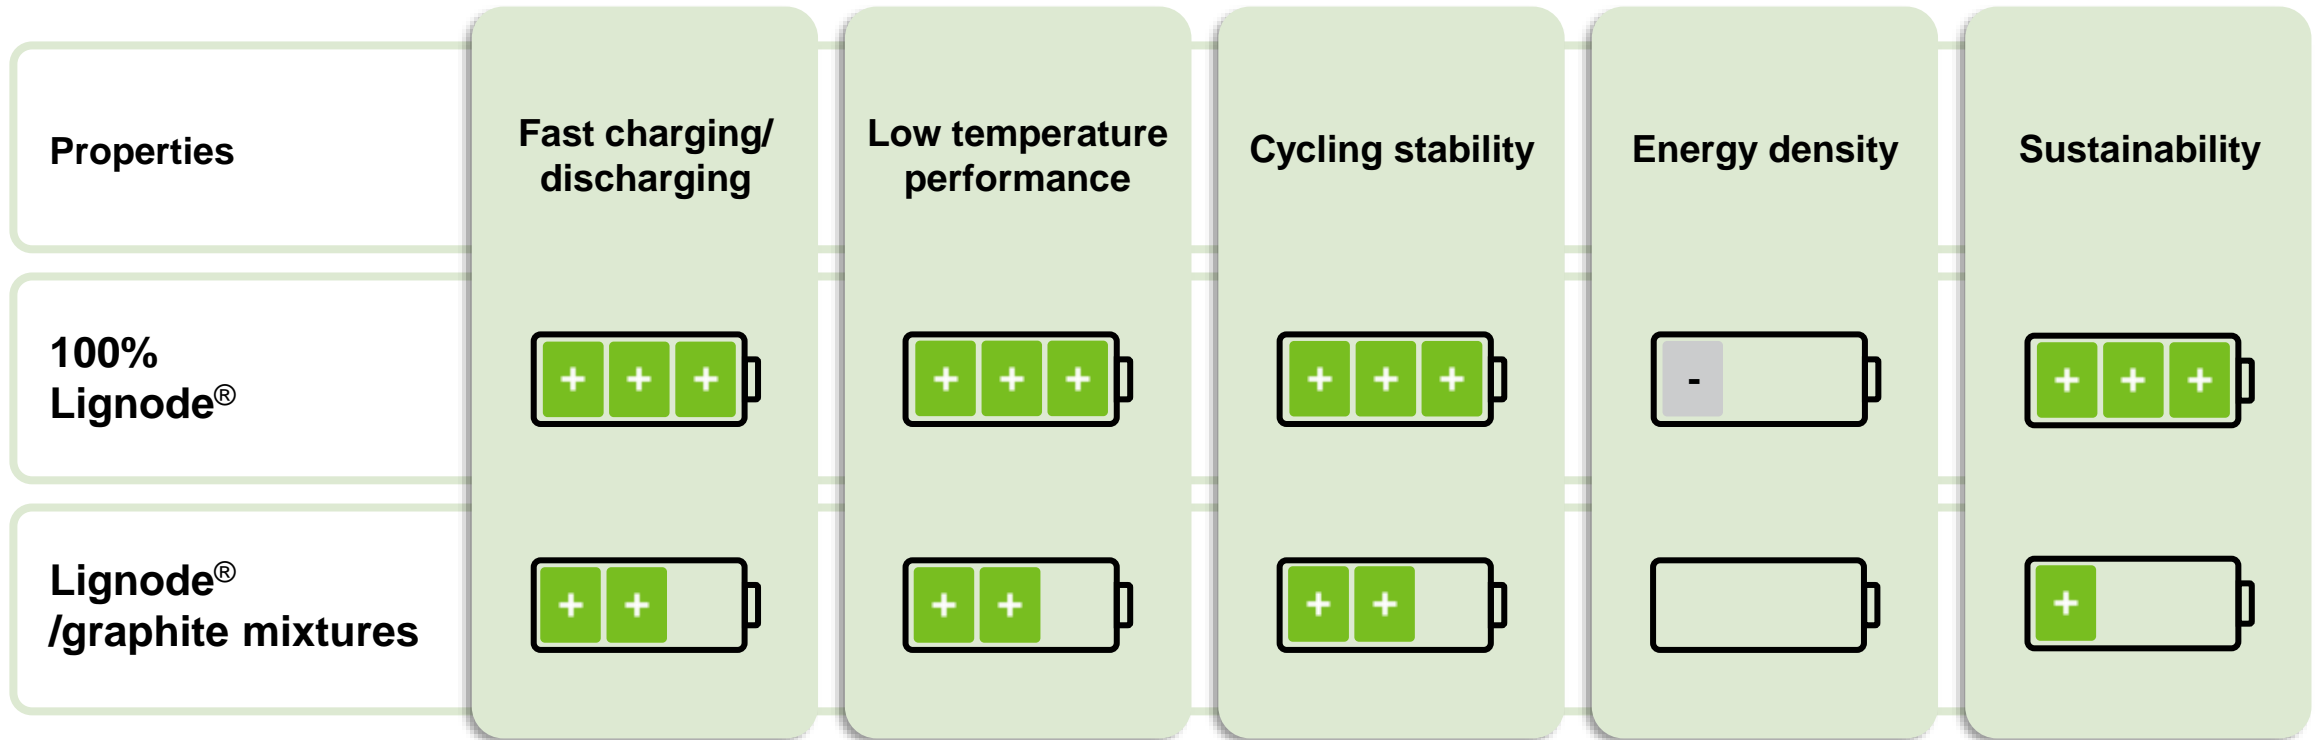 Properties
Fast charging/
discharging
Low temperature
performance
Cycling stability
Energy density
Sustainability
100%
Lignode®
+ + +
+ + +
+ + +
-
+ + +
Lignode®
/graphite mixtures
+ +
+ +
+ +
+